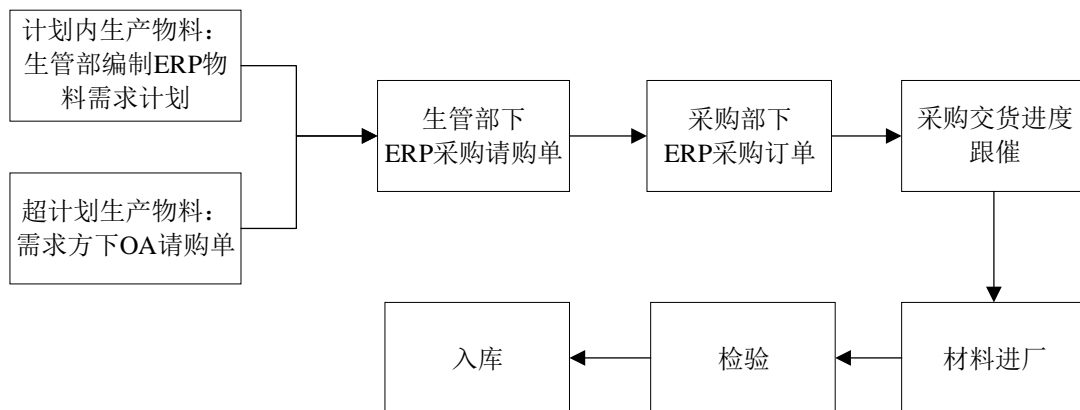 计划内生产物料：
生管部编制ERP物
料需求计划
超计划生产物料：
需求方下OA请购单
生管部下
ERP采购请购单
采购部下
ERP采购订单
采购交货进度
跟催
材料进厂
检验
入库